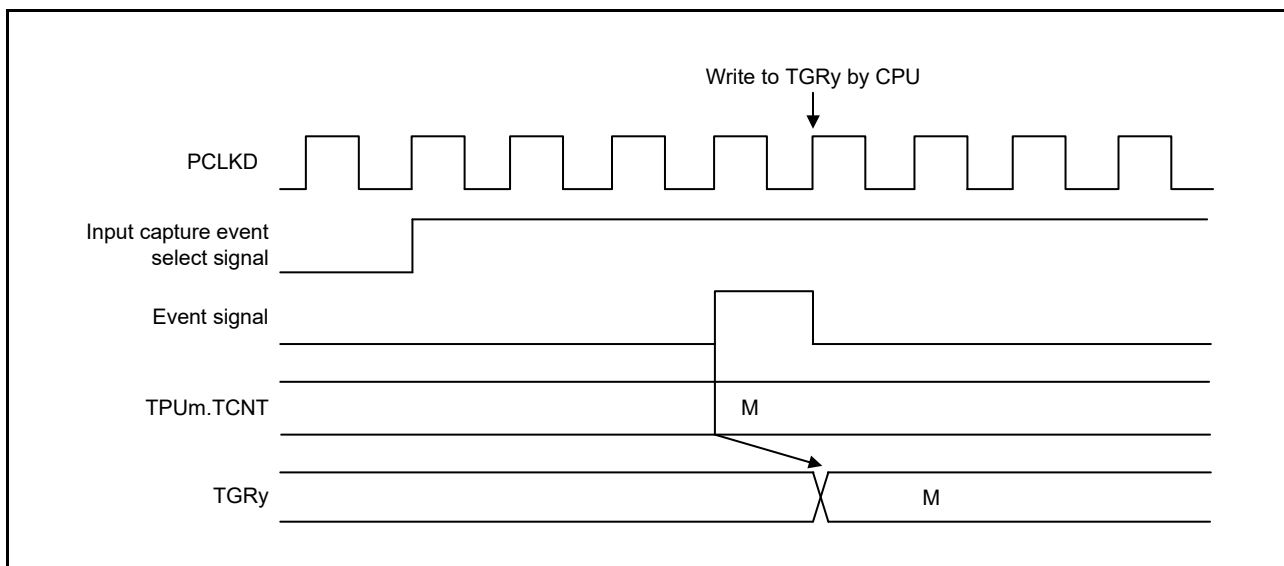 Write to TGRy by CPU
PCLKD
Input capture event
select signal
Event signal
TPUm.TCNT
M
TGRy
M